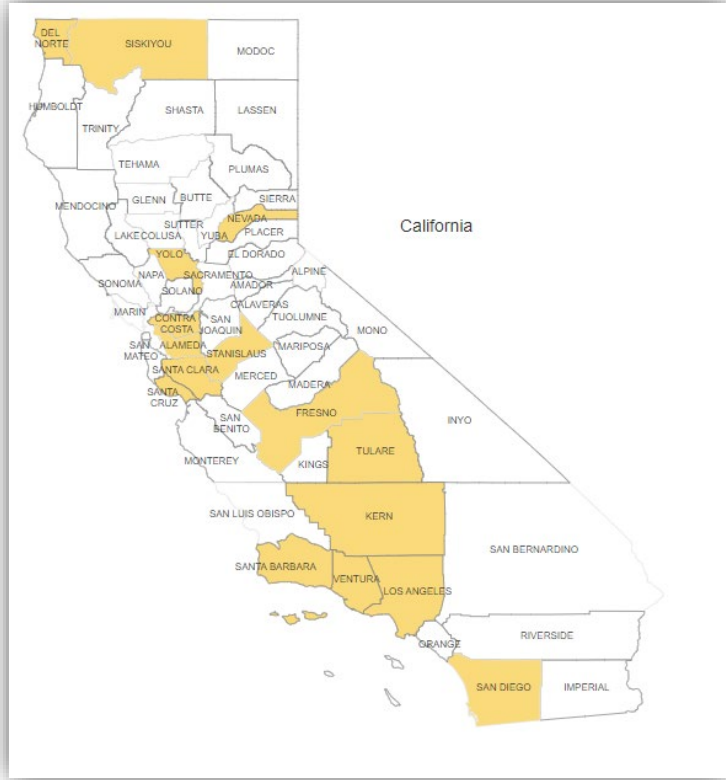 DEL
NORTE
SISKIYOU
MODOC
HUMBOLDT
TRINITY
SHASTA
LASSEN
TEHAMA
PLUMAS
MENDOCINO
GLENN
BUTTE
SIERRA
NEVADA
LAKE
COLUSA
SUTTER
YUBA
PLACER
California
YOLO
EL DORADO
SONOMA
NAPA
SACRAMENTO
ALPINE
SOLANO
AMADOR
MARIN
CALAVERAS
CONTRA
COSTA
SAN
JOAQUIN
TUOLUMNE
MONO
SAN
MATEO
ALAMEDA
STANISLAUS
MARIPOSA
SANTA CLARA
MERCED
MADERA
SANTA
CRUZ
SAN
BENITO
FRESNO
INYO
MONTEREY
KINGS
TULARE
SAN LUIS OBISPO
KERN
SAN BERNARDINO
SANTA BARBARA
VENTURA
LOS ANGELES
ORANGE
RIVERSIDE
SAN DIEGO
IMPERIAL